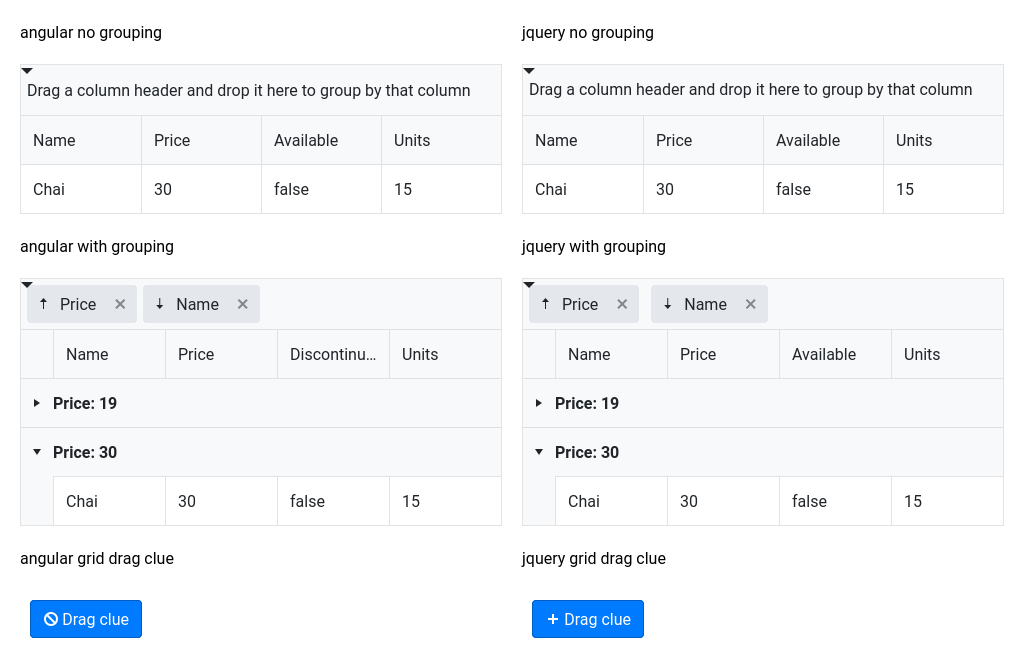 angular no grouping
jquery no grouping
Drag a column header and drop it here to group by that column
Drag a column header and drop it here to group by that column
Name Price Available Units
Name Price Available Units
Chai 30 false 15
Chai 30 false 15
angular with grouping
jquery with grouping
Price Name
Price Name
Name Price Discontinu... Units
Name Price Available Units
Price: 19
Price: 19
Price: 30
Price: 30
Chai 30 false 15
Chai 30 false 15
angular grid drag clue
jquery grid drag clue
Drag clue
Drag clue